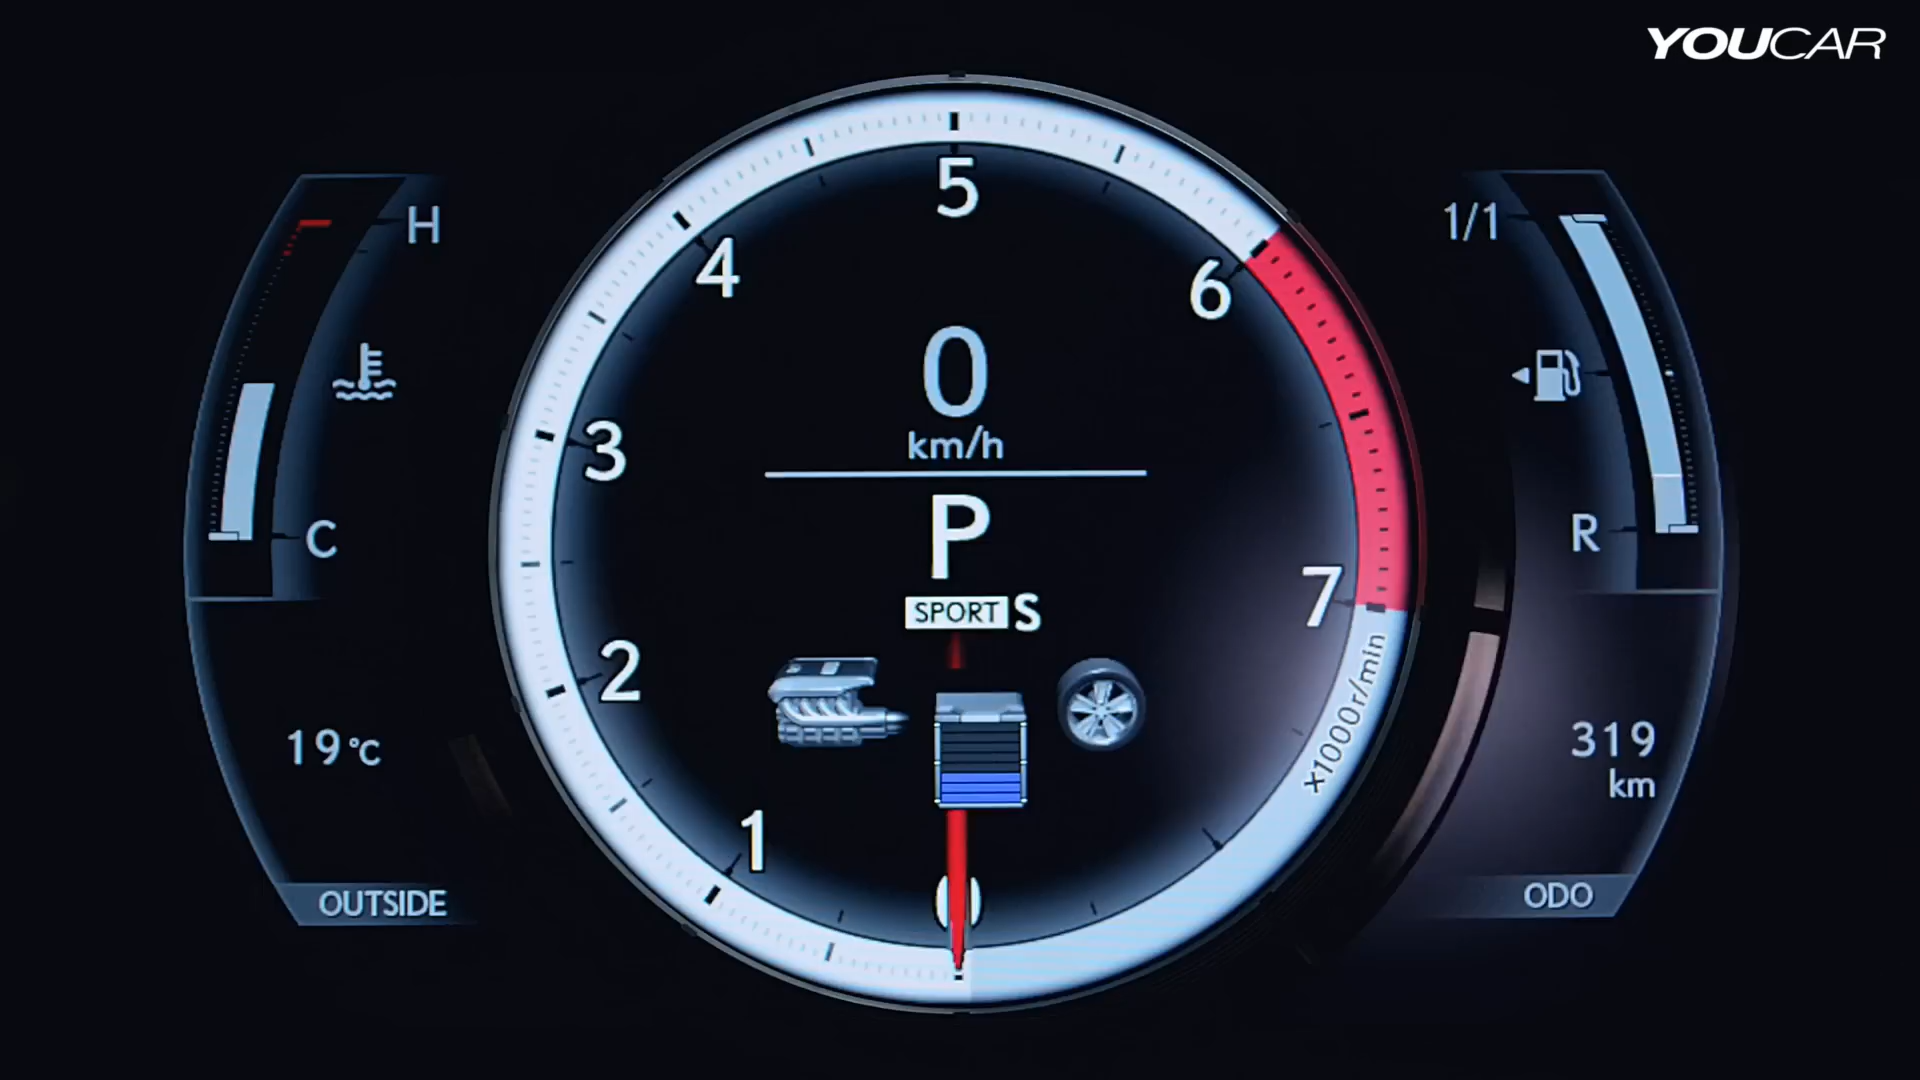 YOUCAR
H
C
19°C
OUTSIDE
5
4
6
3
0
km/h
P
SPORT S
7
2
1
0
x1000r/min
1/1
R
319
km
ODO